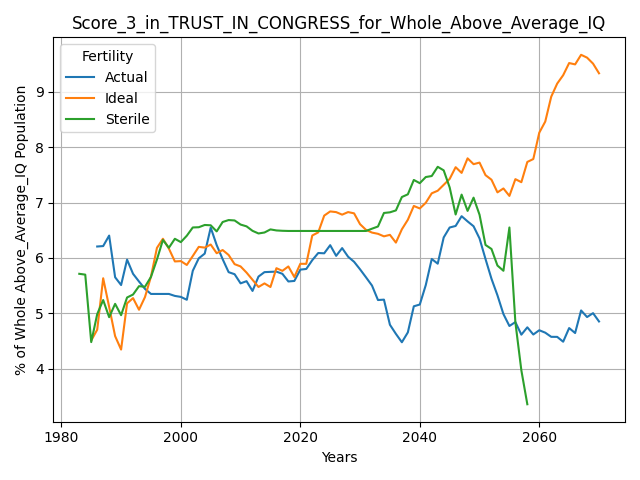 Score_3_in_TRUST_IN_CONGRESS_for_Whole_Above_Average_IQ
Fertility
Actual
Ideal
Sterile
% of Whole Above_Average_IQ Population
9
8
7
6
5
4
1980 2000 2020 2040 2060
Years